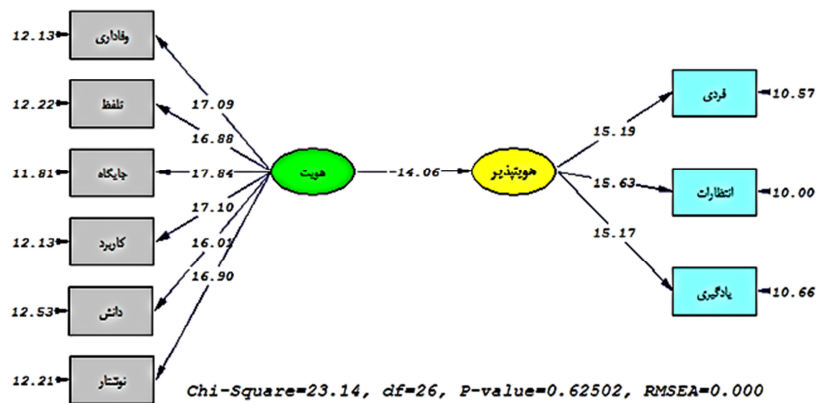 12.13
وفاداری
12.22
تلفظ
11.81
جایگاه
12.13
کاربرد
12.53
دانش
12.21
نوشتار
17.09
16.88
17.84
17.10
16.01
16.90
هویت
-14.06
هویتپذیر
15.19
15.63
15.17
فردی
10.57
انتظارات
10.00
یادگیری
10.66
Chi-Square=23.14, df=26, P-value=0.62502, RMSEA=0.000